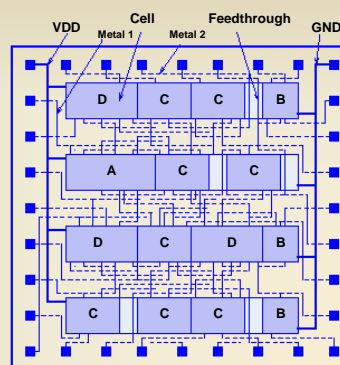 Cell Feedthrough
VDD GND
Metal 1 Metal 2
D C C B
A C C
D C D B
C C C B